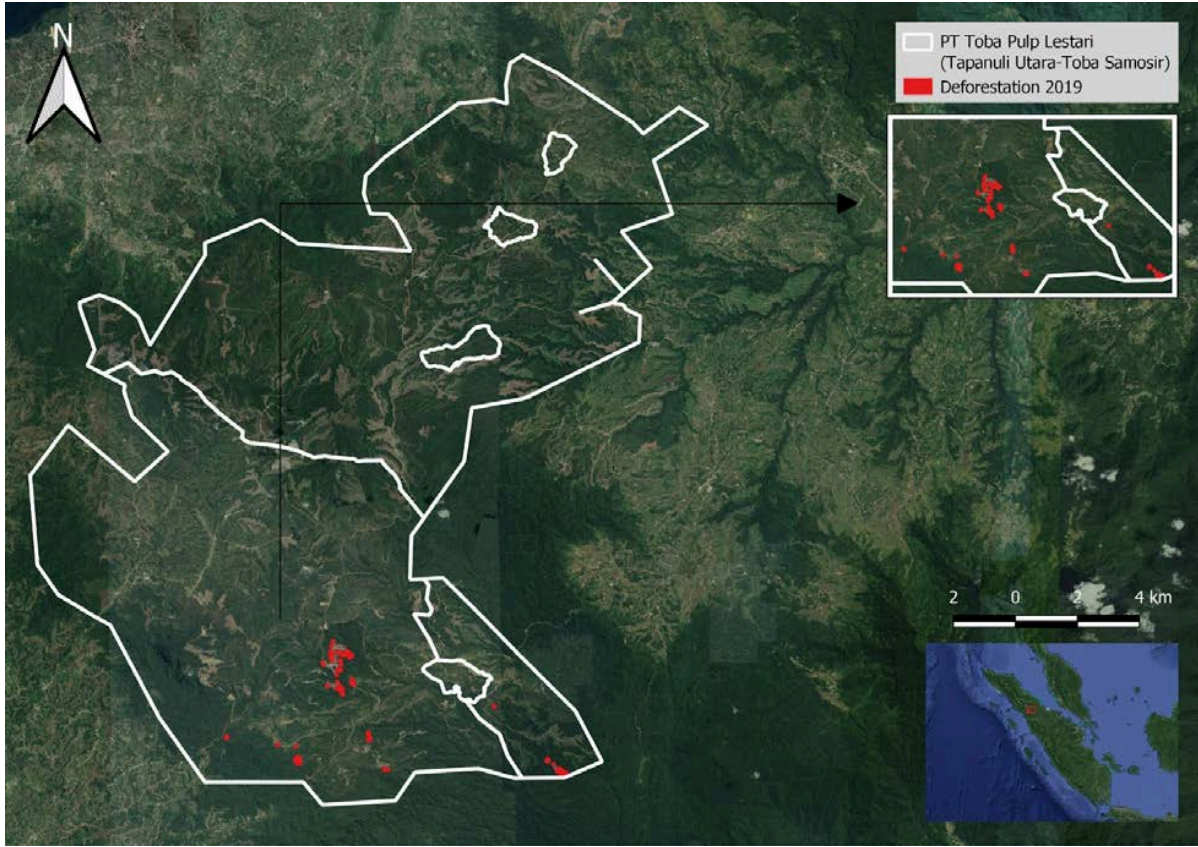 N
PT Toba Pulp Lestari
(Tapanuli Utara-Toba Samosir)
Deforestation 2019
2 0 2 4 km